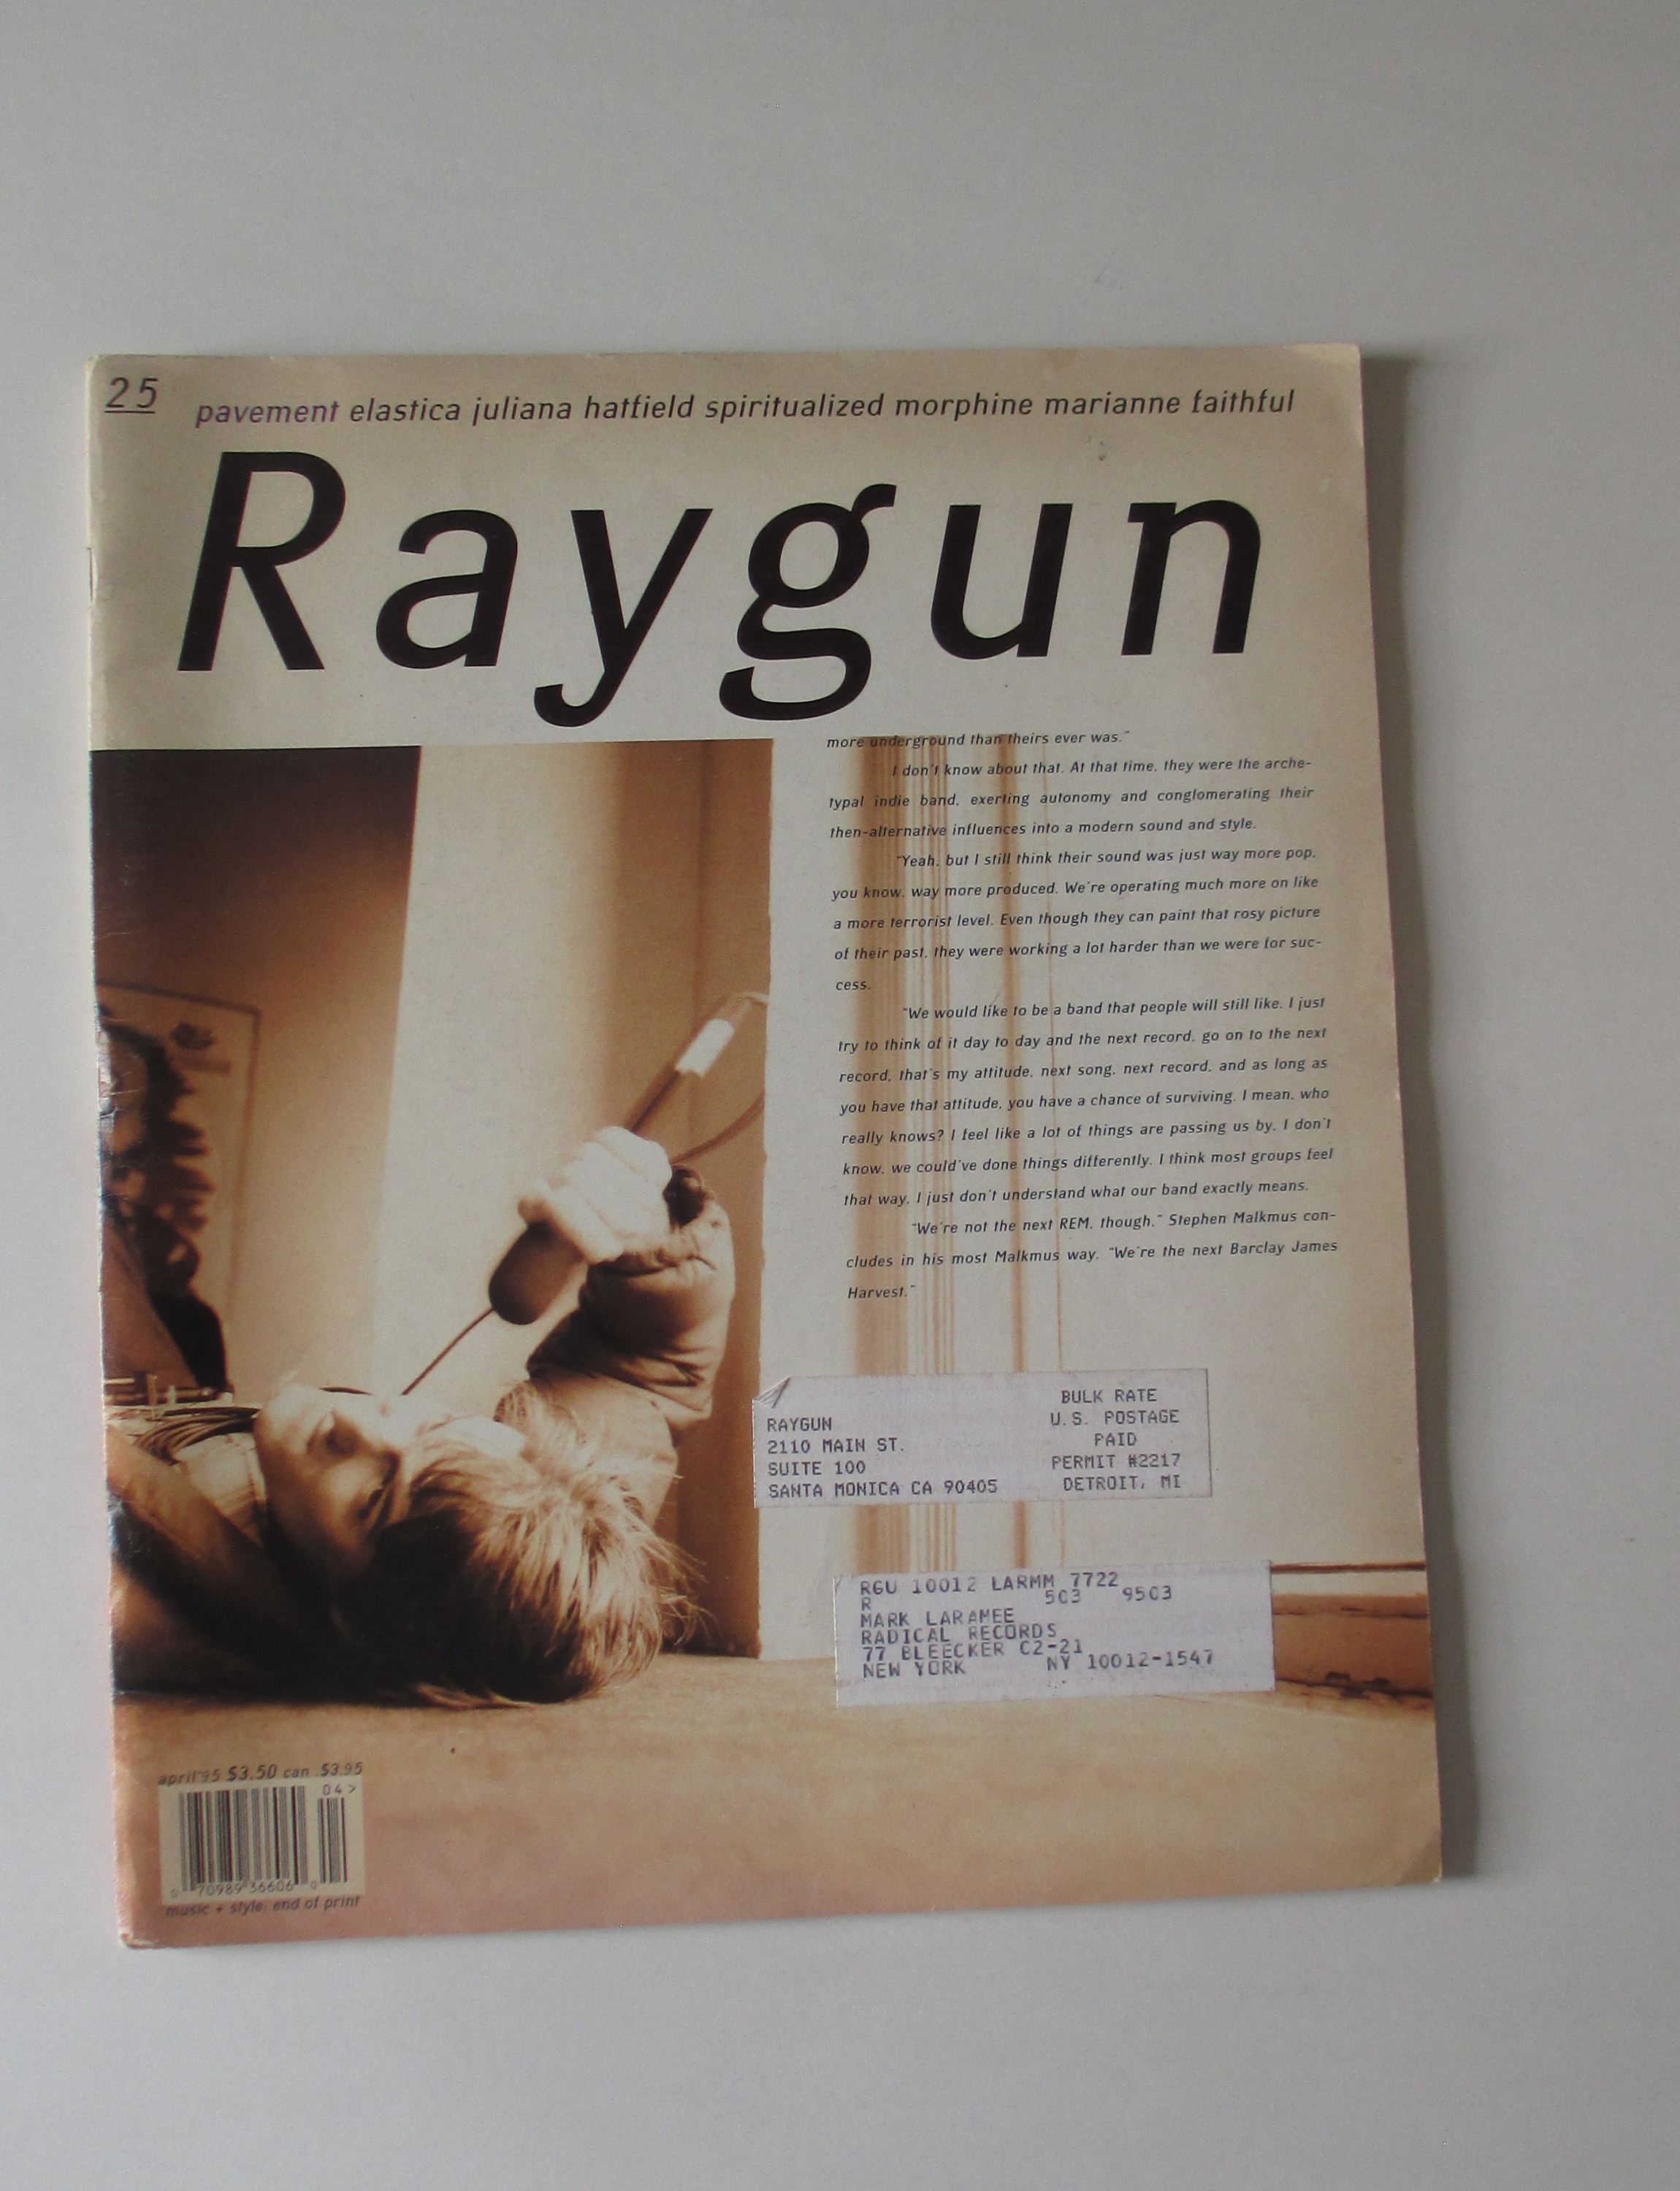 25
pavement elastica juliana hatfield spiritualized morphine marianne faithful
Raygun
more underground than theirs ever was."
I don't know about that. At that time, they were the arche-
typal indie band, exerting autonomy and conglomerating their
then-alternative influences into a modern sound and style.
"Yeah, but I still think their sound was just way more pop,
you know, way more produced. We're operating much more on like
a more terrorist level. Even though they can paint that rosy picture
of their past, they were working a lot harder than we were for suc-
cess.
"We would like to be a band that people will still like. I just
try to think of it day to day and the next record, go on to the next
record, that's my attitude, next song, next record, and as long as
you have that attitude, you have a chance of surviving. I mean, who
really knows? I feel like a lot of things are passing us by. I don't
know, we could've done things differently. I think most groups feel
that way. I just don't understand what our band exactly means.
"We're not the next REM, though," Stephen Malkmus con-
cludes in his most Malkmus way. "We're the next Barclay James
Harvest."
RAYGUN
2110 MAIN ST.
SUITE 100
SANTA MONICA CA 90405
BULK RATE
U.S. POSTAGE
PAID
PERMIT #2217
DETROIT, MI
RGU 10012 LARMM 7722
R 503 9503
MARK LARAMEE
RADICAL RECORDS
77 BLEECKER C2-21
NEW YORK NY 10012-1547
april'95 $3.50 can .$3.95
04>
0 70989 36606 0
music + style: end of print